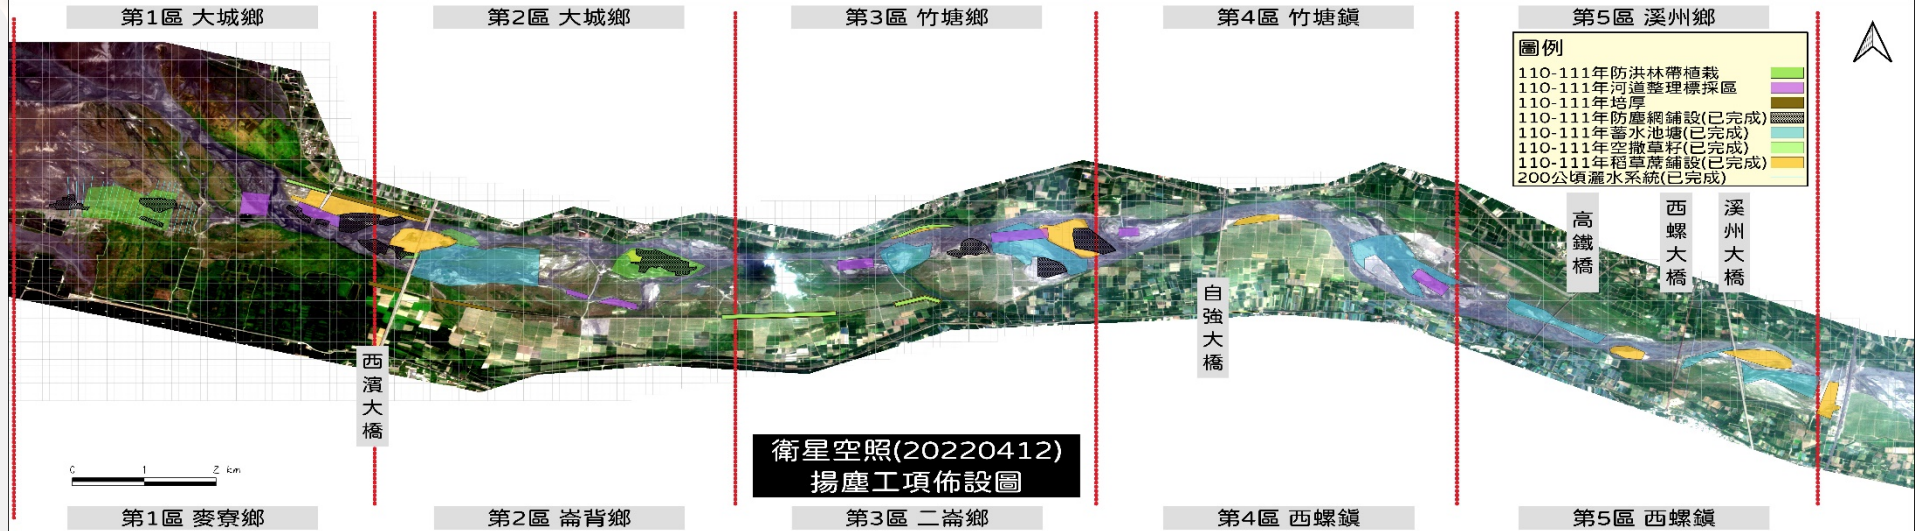 第1區 大城鄉
第2區 大城鄉
第3區 竹塘鄉
第4區 竹塘鎮
第5區 溪州鄉
圖例
110-111年防洪林帶植栽
110-111年河道整理標採區
110-111年培厚
110-111年防塵網鋪設(已完成)
110-111年蓄水池塘(已完成)
110-111年空撒草籽(已完成)
110-111年稻草蓆鋪設(已完成)
200公頃灑水系統(已完成)
高鐵橋
西螺大橋
溪州大橋
自強大橋
西濱大橋
衛星空照(20220412)
揚塵工項佈設圖
0 1 2 km
第1區 麥寮鄉
第2區 崙背鄉
第3區 二崙鄉
第4區 西螺鎮
第5區 西螺鎮